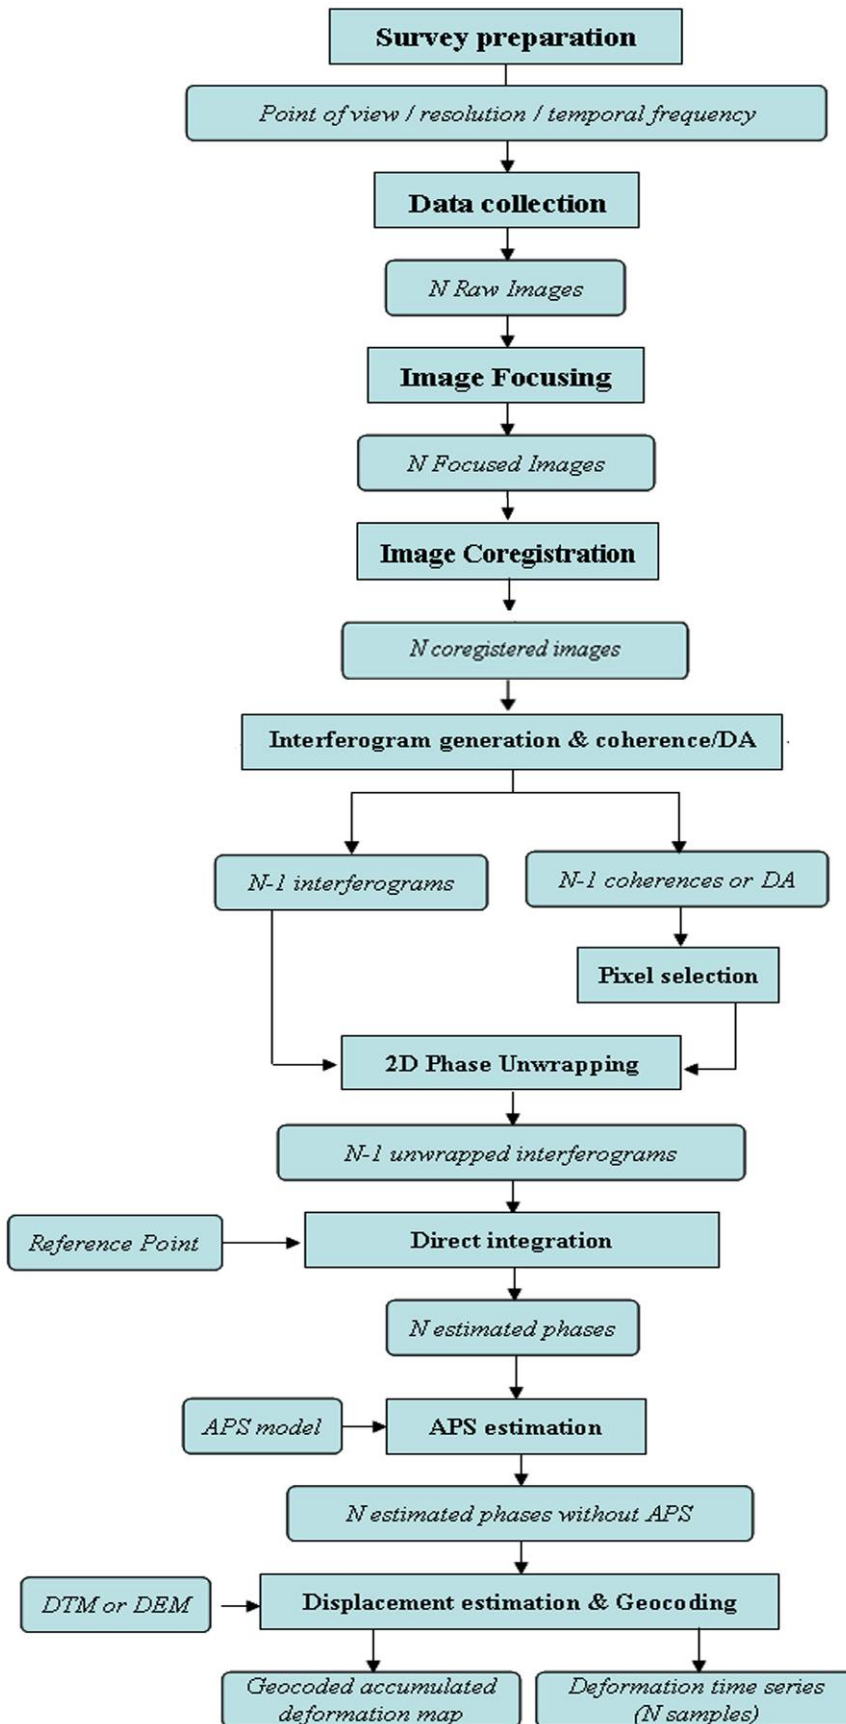 Survey preparation
Point of view / resolution / temporal frequency
Data collection
N Raw Images
Image Focusing
N Focused Images
Image Coregistration
N coregistered images
Interferogram generation & coherence/DA
N-1 interferograms
N-1 coherences or DA
Pixel selection
2D Phase Unwrapping
N-1 unwrapped interferograms
Reference Point
Direct integration
N estimated phases
APS model
APS estimation
N estimated phases without APS
DTM or DEM
Displacement estimation & Geocoding
Geocoded accumulated
deformation map
Deformation time series
(N samples)